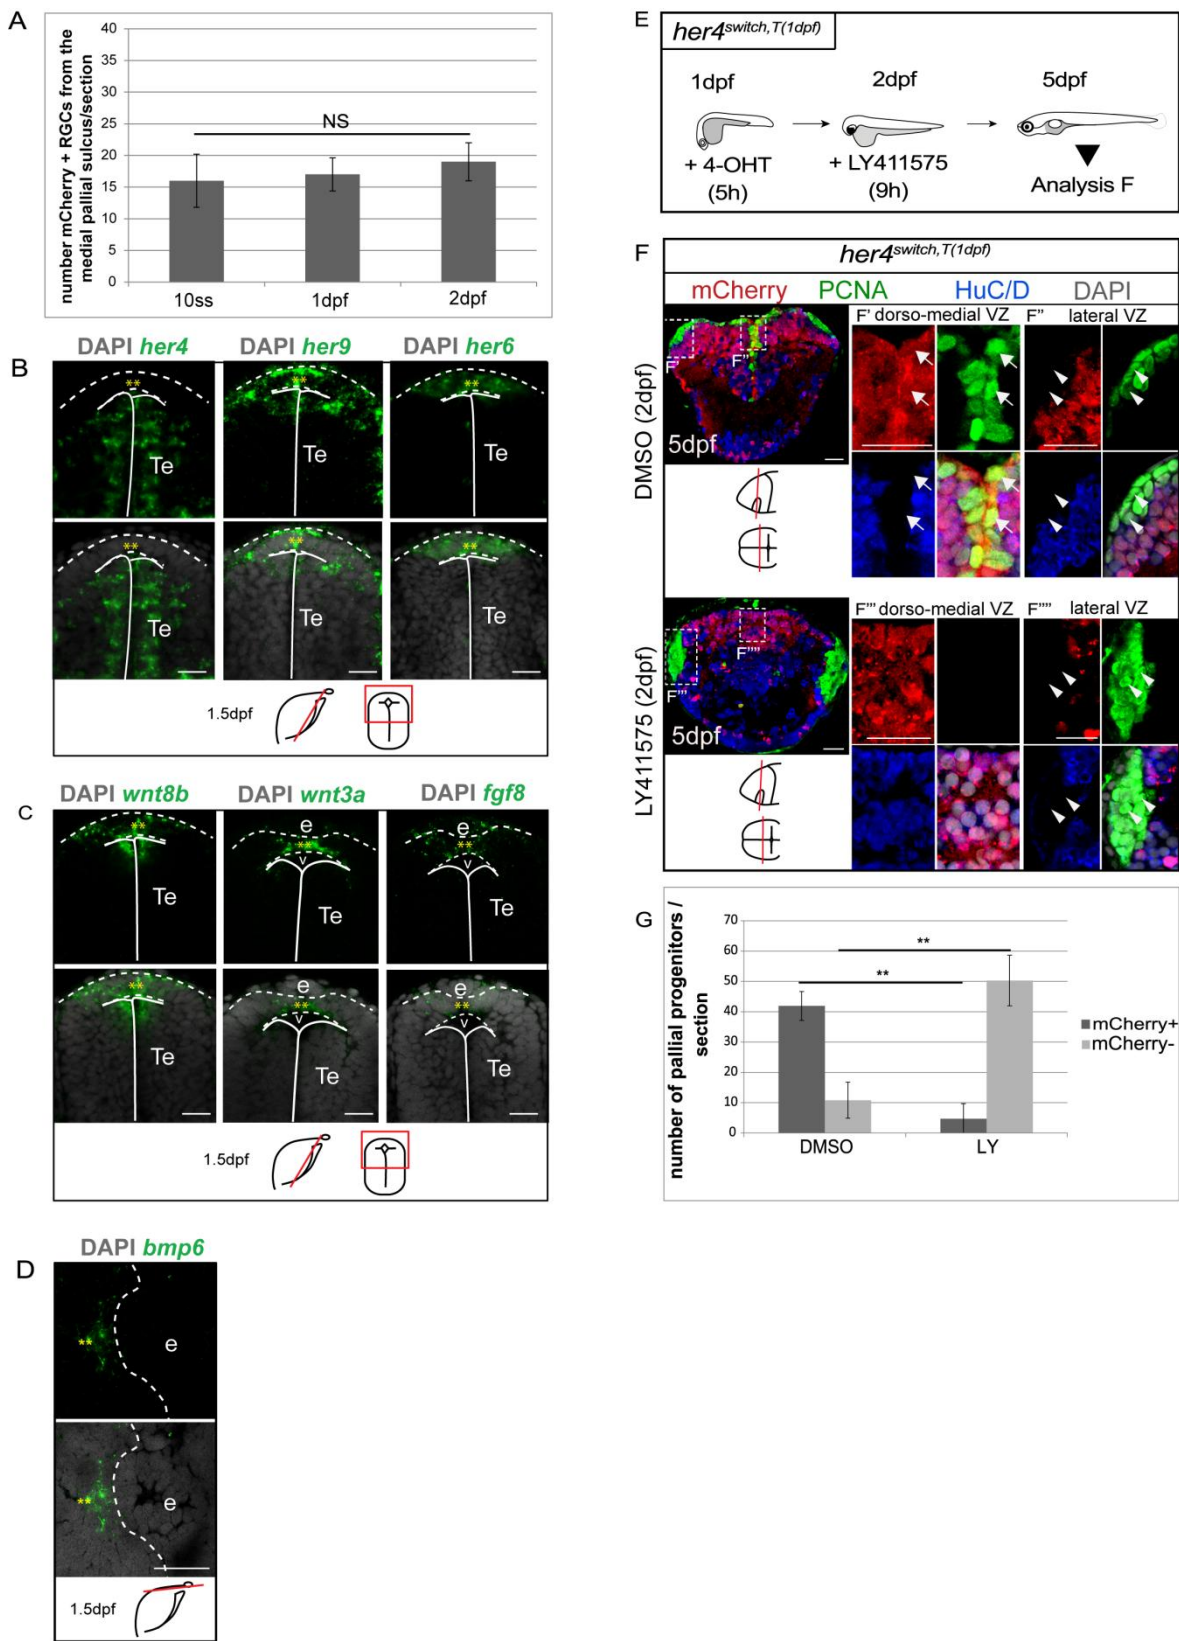 A
number mCherry + RGCs from the
medial pallial sulcus/section
40
35
30
25
20
15
10
5
0
NS
10ss
1dpf
2dpf
B
DAPI her4
DAPI her9
DAPI her6
**
**
**
Te
Te
Te
**
**
**
Te
Te
Te
1.5dpf
C
DAPI wnt8b
DAPI wnt3a
DAPI fgf8
**
e
**
v
e
**
v
Te
Te
Te
**
e
**
v
e
**
v
Te
Te
Te
1.5dpf
D
DAPI bmp6
**
e
**
e
1.5dpf
E
her4switch,T(1dpf)
1dpf
2dpf
5dpf
+ 4-OHT
(5h)
+ LY411575
(9h)
Analysis F
F
her4switch,T(1dpf)
mCherry
PCNA
HuC/D
DAPI
DMSO (2dpf)
F'
F''
5dpf
F' dorso-medial VZ
F'' lateral VZ
LY411575 (2dpf)
F'''
F''''
5dpf
F''' dorso-medial VZ
F'''' lateral VZ
G
number of pallial progenitors /
section
70
60
50
40
30
20
10
0
**
**
DMSO
LY
mCherry+
mCherry-